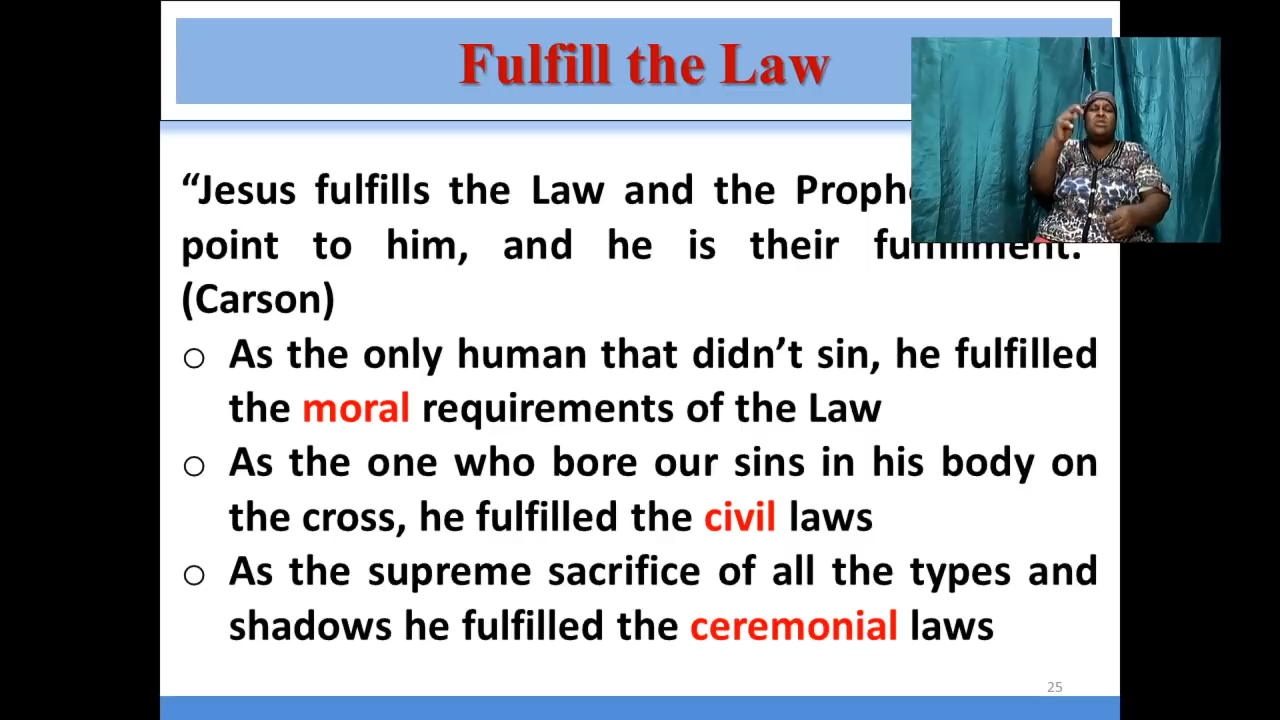 Fulfill the Law
“Jesus fulfills the Law and the
point to him, and he is their
(Carson)
o As the only human that didn’t sin, he fulfilled
the moral requirements of the Law
o As the one who bore our sins in his body on
the cross, he fulfilled the civil laws
o As the supreme sacrifice of all the types and
shadows he fulfilled the ceremonial laws
25